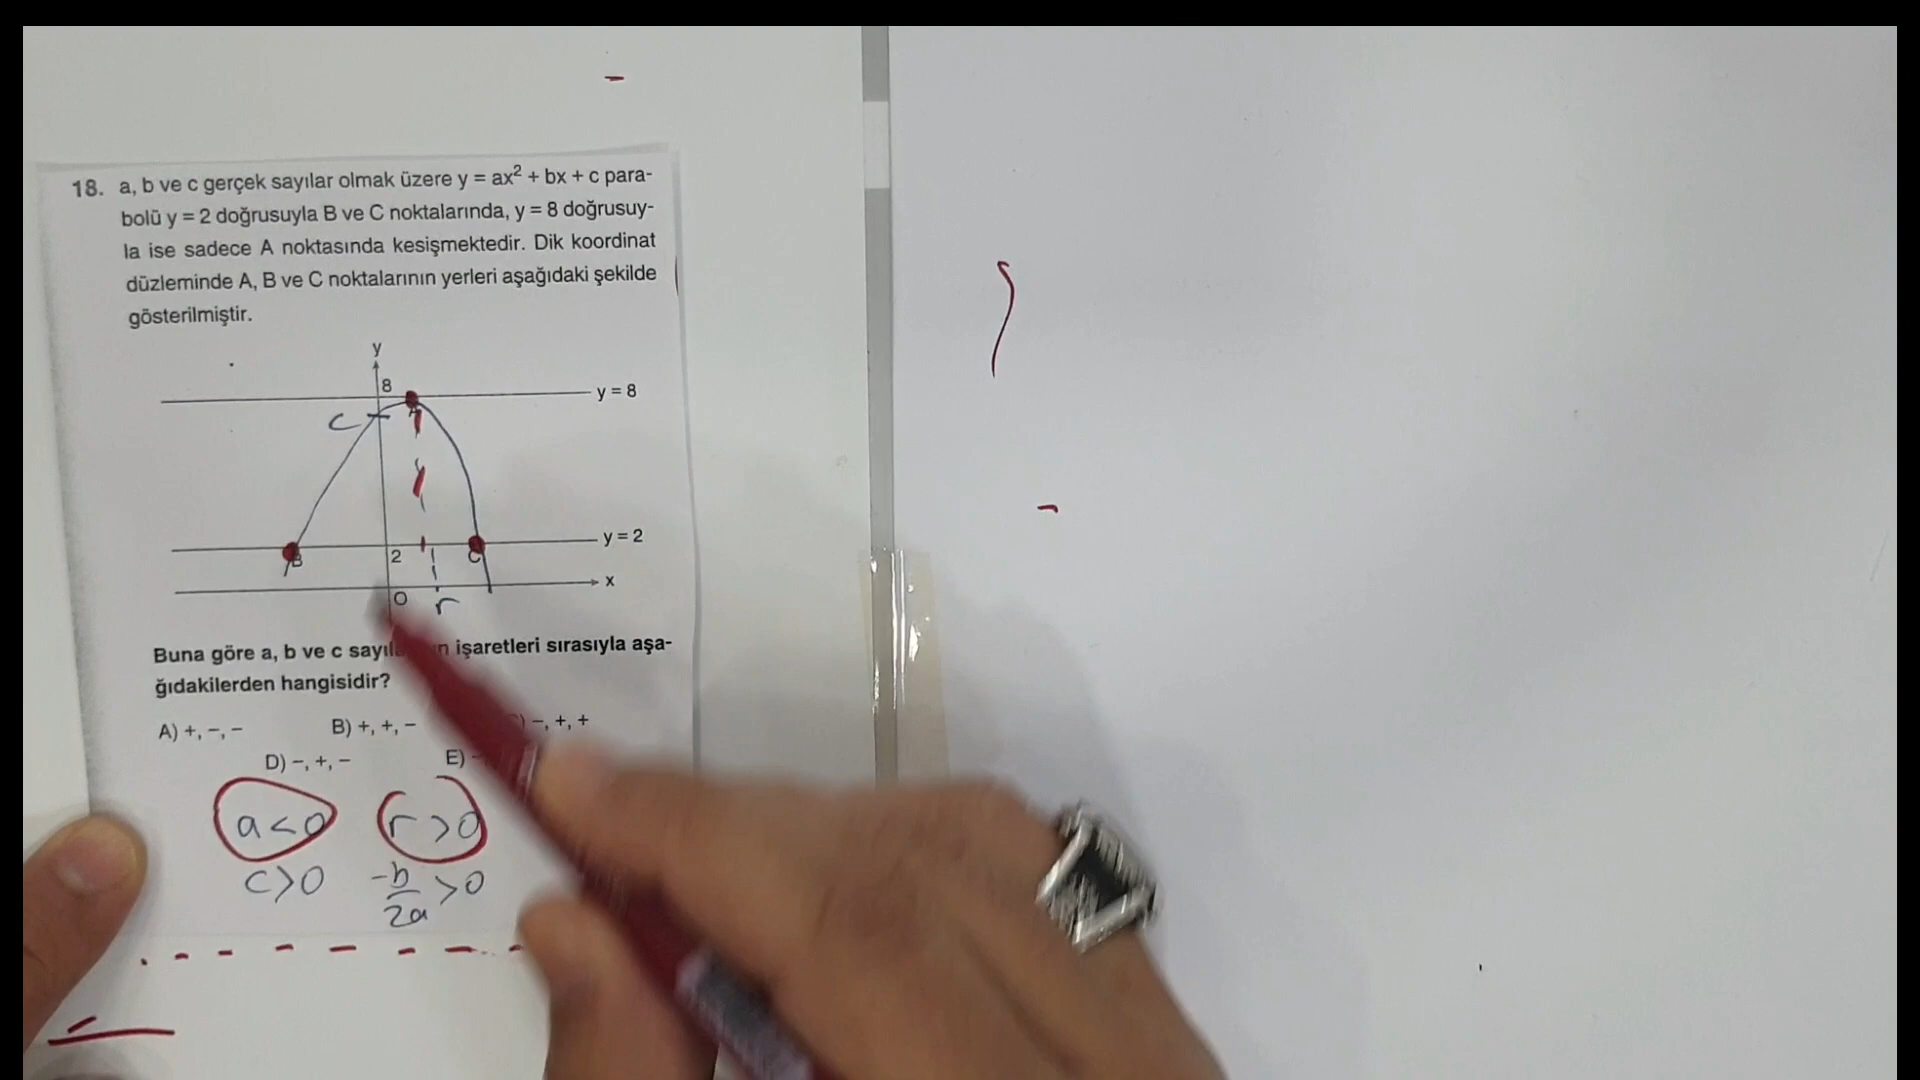 18. a, b ve c gerçek sayılar olmak üzere y = ax² + bx + c para-
bolü y = 2 doğrusuyla B ve C noktalarında, y = 8 doğrusuy-
la ise sadece A noktasında kesişmektedir. Dik koordinat
düzleminde A, B ve C noktalarının yerleri aşağıdaki şekilde
gösterilmiştir.
y
8
y = 8
A
c
y = 2
B
2
C
x
O
r
Buna göre a, b ve c işaretleri sırasıyla aşa-
ğıdakilerden hangisidir?
A) +, −, −
B) +, +, −
) −, +, +
D) −, +, −
E)
a < 0
r > 0
c > 0
-b/2a > 0